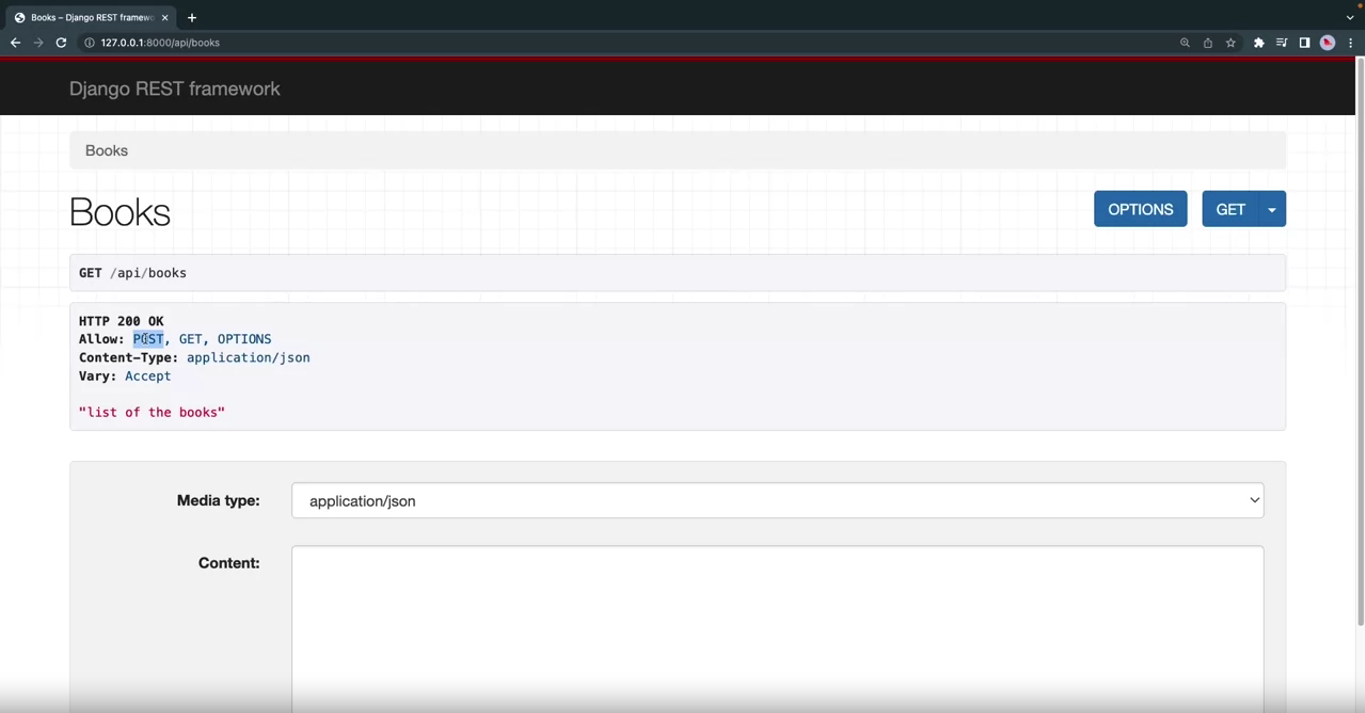 Books – Django REST framewo
127.0.0.1:8000/api/books
Django REST framework
Books
Books
OPTIONS
GET
GET /api/books
HTTP 200 OK
Allow: POST, GET, OPTIONS
Content-Type: application/json
Vary: Accept
"list of the books"
Media type:
application/json
Content: